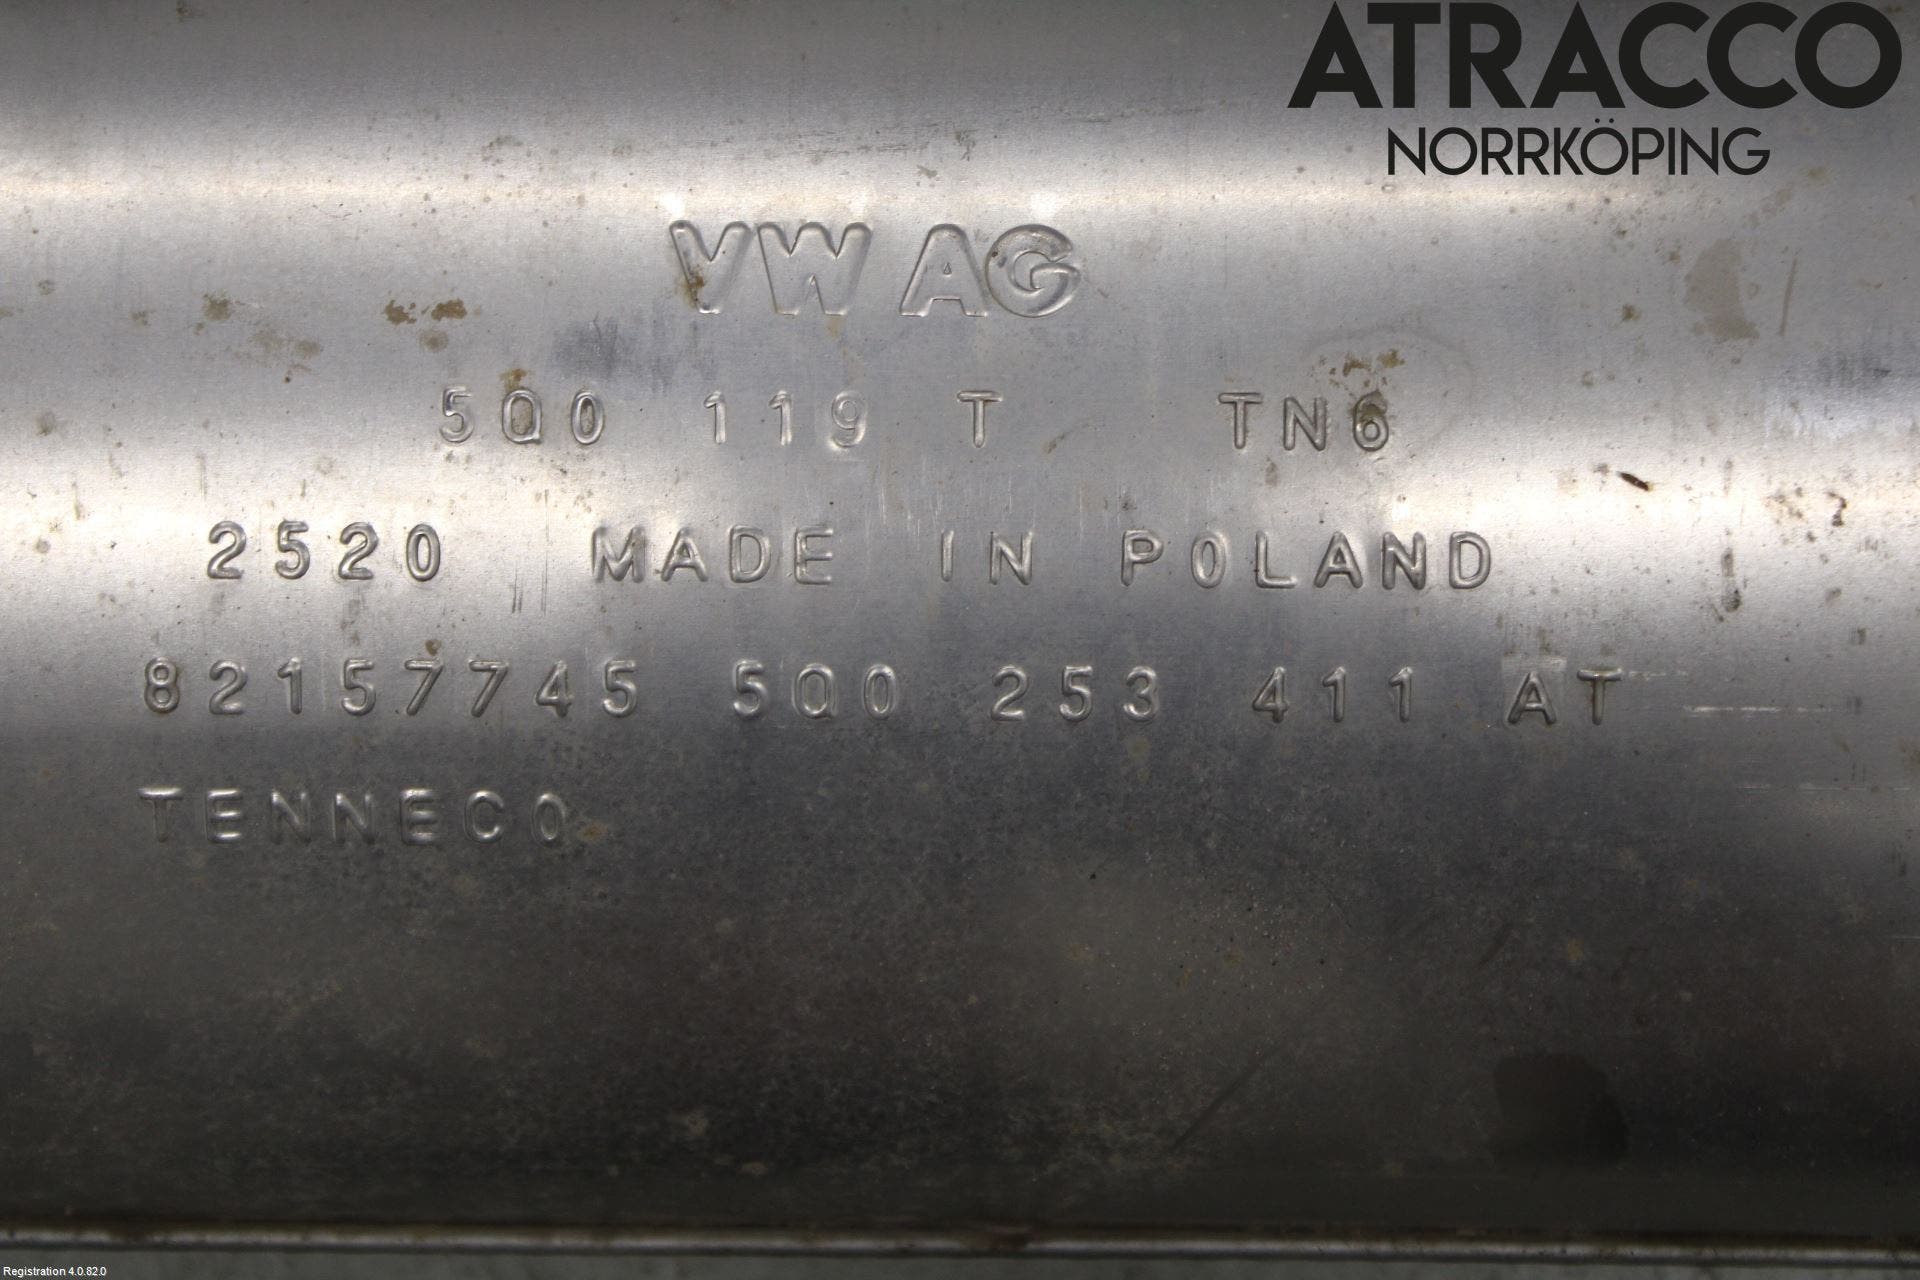 ATRACCO
NORRKÖPING
VW AG
5Q0 119 T TN6
2520 MADE IN POLAND
82157745 5Q0 253 411 AT
TENNECO
Registration 4.0.82.0